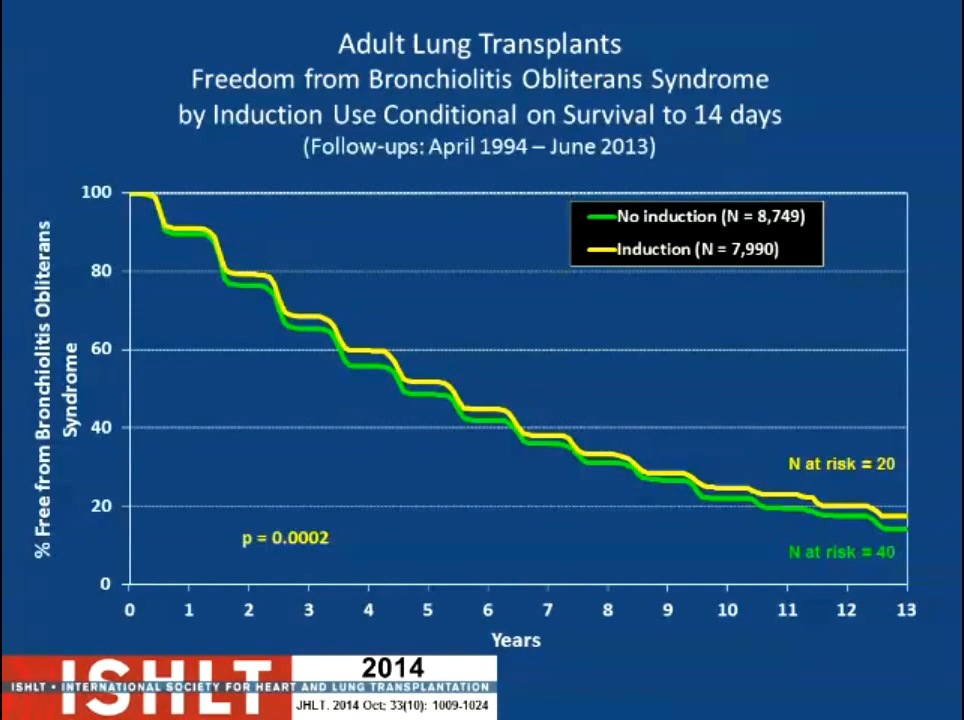 Adult Lung Transplants
Freedom from Bronchiolitis Obliterans Syndrome
by Induction Use Conditional on Survival to 14 days
(Follow-ups: April 1994 – June 2013)
% Free from Bronchiolitis Obliterans
Syndrome
100
80
60
40
20
0
No induction (N = 8,749)
Induction (N = 7,990)
N at risk = 20
p = 0.0002
N at risk = 40
0 1 2 3 4 5 6 7 8 9 10 11 12 13
Years
ISHLT
2014
ISHLT • INTERNATIONAL SOCIETY FOR HEART AND LUNG TRANSPLANTATION
JHLT. 2014 Oct; 33(10): 1009-1024